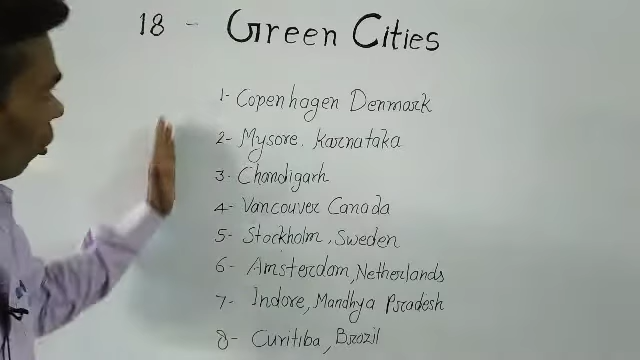 18 - Green Cities
1- Copenhagen Denmark
2- Mysore. Karnataka
3- Chandigarh
4- Vancouver Canada
5- Stockholm, Sweden
6- Amsterdam, Netherlands
7- Indore, Mandhya Pradesh
8- Curitiba, Brazil